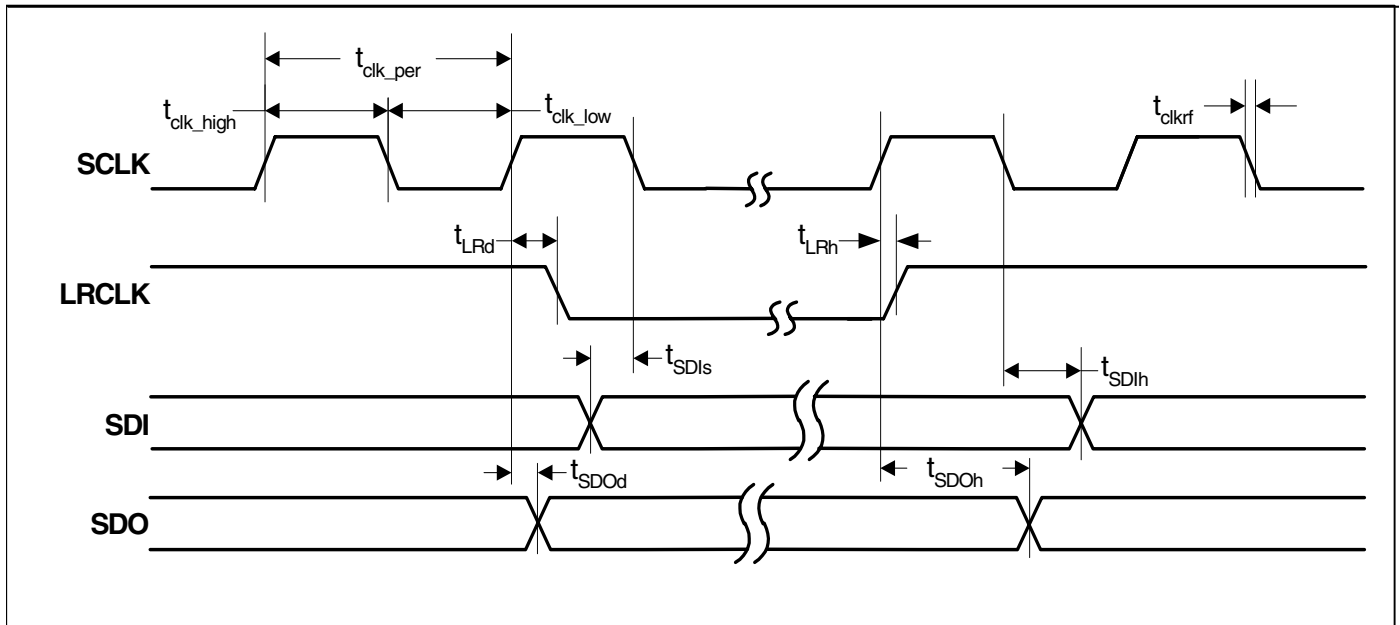 t_clk_per
t_clk_high t_clk_low t_clkrf
SCLK
t_LRd t_LRh
LRCLK
t_SDIs t_SDIh
SDI
t_SDOd t_SDOh
SDO